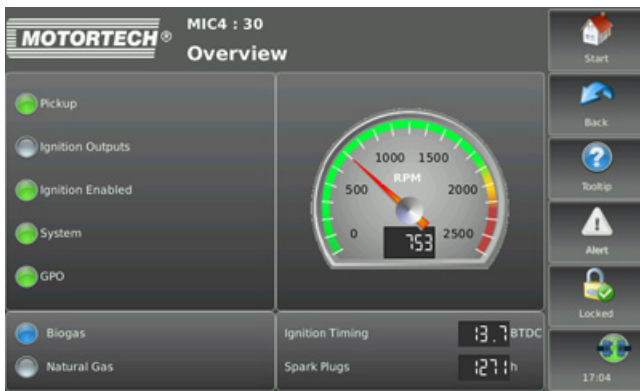 MOTORTECH®
MIC4 : 30
Overview
Start
Back
Tooltip
Alert
Locked
17:04
Pickup
Ignition Outputs
Ignition Enabled
System
GPO
0
500
1000
1500
2000
2500
RPM
753
Biogas
Natural Gas
Ignition Timing 13.7 BTDC
Spark Plugs 1271 h